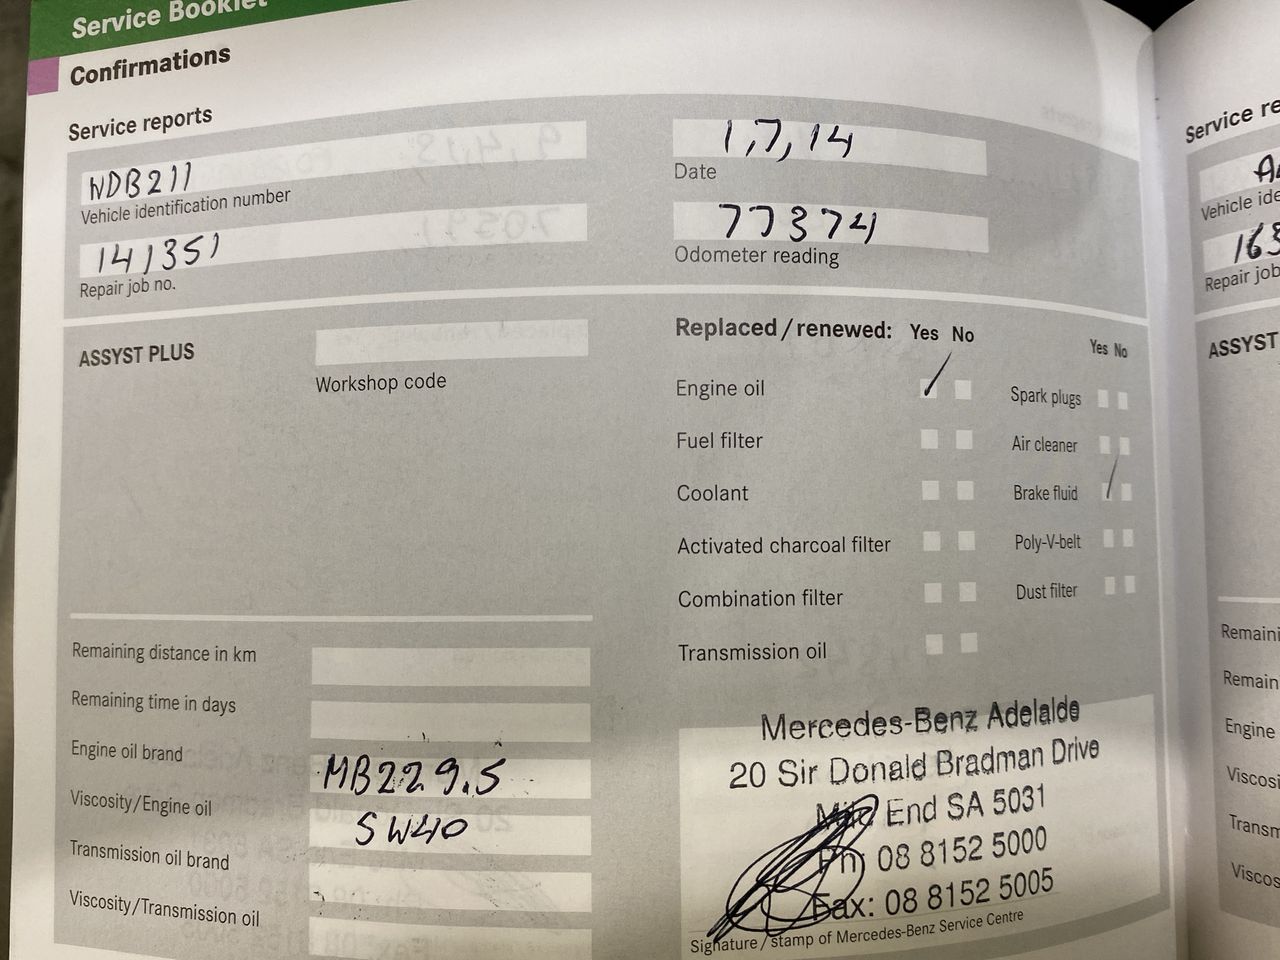 Service Booklet
Confirmations
Service reports
WDB211
Vehicle identification number
141351
Repair job no.
1,7,14
Date
77374
Odometer reading
ASSYST PLUS
Workshop code
Replaced/renewed: Yes No
Yes No
Engine oil
Spark plugs
Fuel filter
Air cleaner
Coolant
Brake fluid
Activated charcoal filter
Poly-V-belt
Combination filter
Dust filter
Transmission oil
Remaining distance in km
Remaining time in days
Engine oil brand
MB229.5
Viscosity/Engine oil
5W40
Transmission oil brand
Viscosity/Transmission oil
Mercedes-Benz Adelaide
20 Sir Donald Bradman Drive
Mile End SA 5031
Ph: 08 8152 5000
Fax: 08 8152 5005
Signature/stamp of Mercedes-Benz Service Centre
Service re
Vehicle ide
163
Repair job
ASSYST
Remaini
Remain
Engine
Viscosi
Transm
Viscos